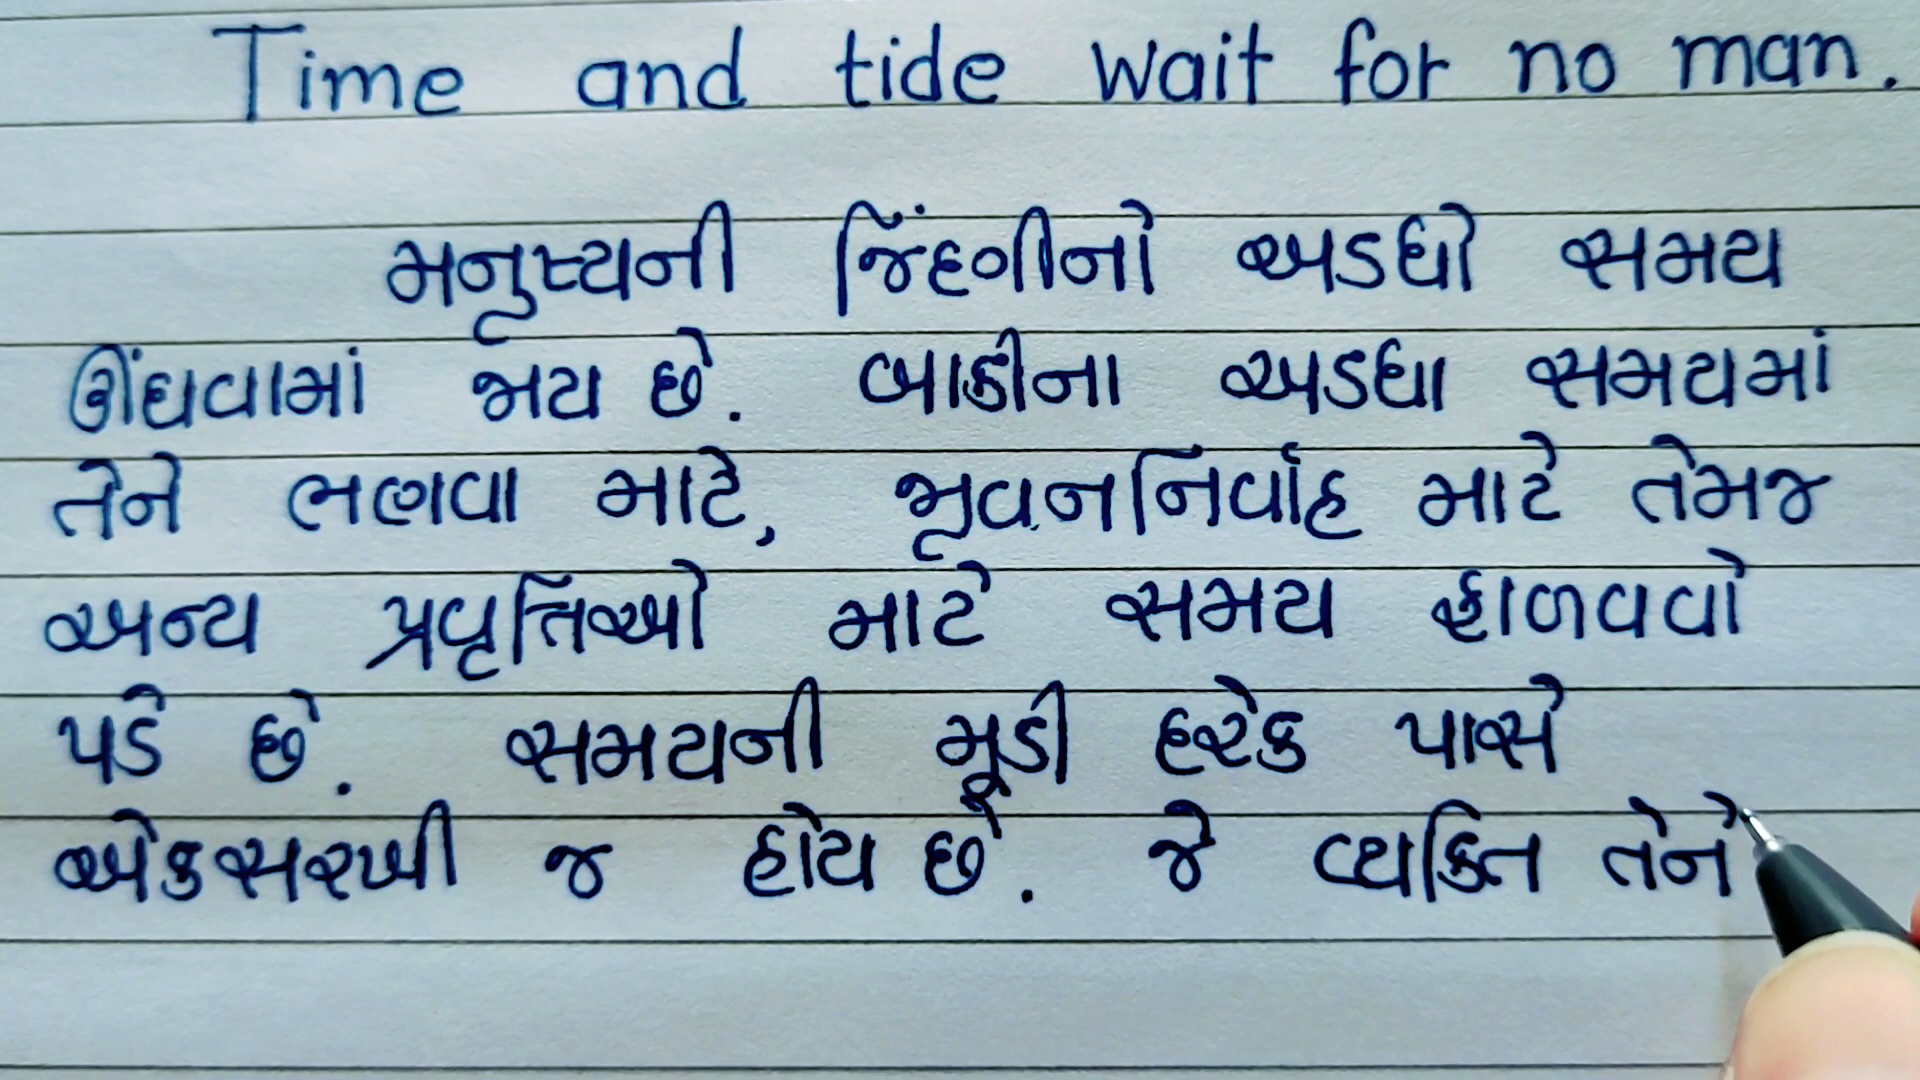 Time and tide wait for no man.
મનુષ્યની જિંદગીનો અડધો સમય
ઊંઘવામાં જાય છે. બાકીના અડધા સમયમાં
તેને ભણવા માટે, જીવનનિર્વાહ માટે તેમજ
અન્ય પ્રવૃત્તિઓ માટે સમય ફાળવવો
પડે છે. સમયની મૂડી દરેક પાસે
એકસરખી જ હોય છે. જે વ્યક્તિ તેને